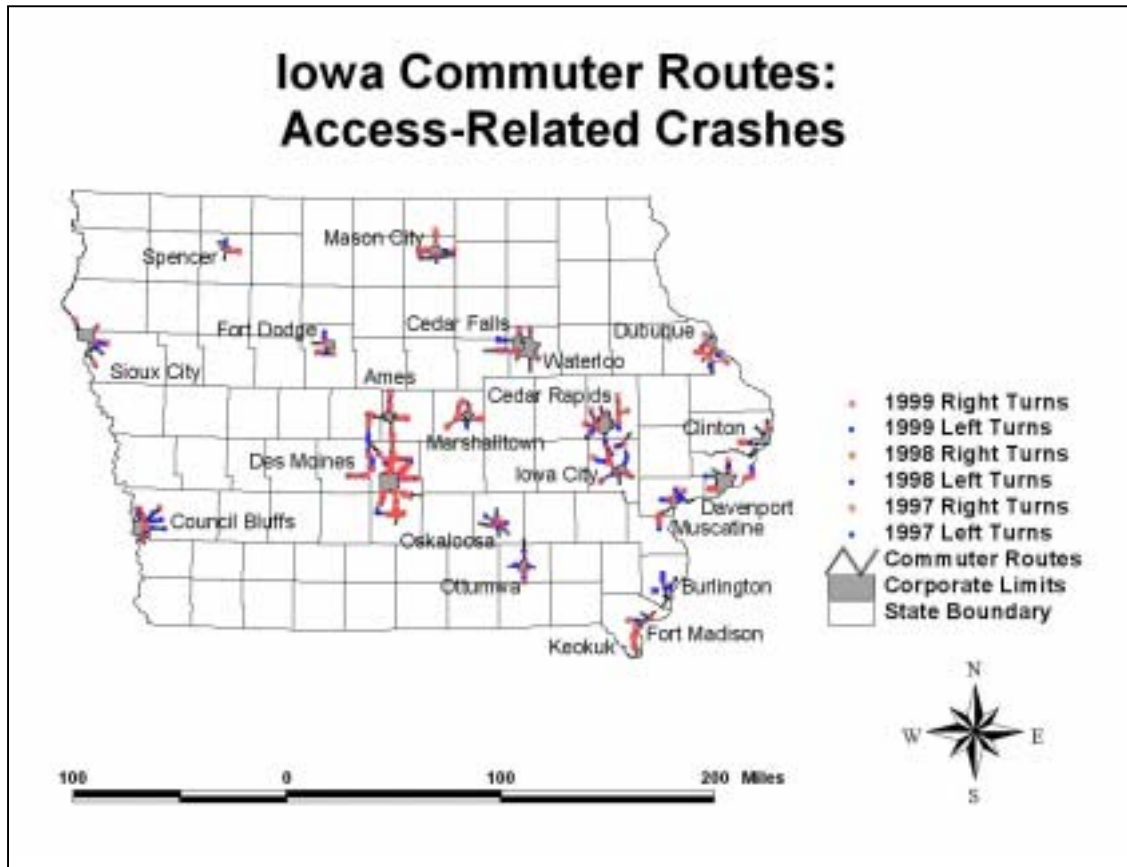 Iowa Commuter Routes:
Access-Related Crashes
Mason City
Spencer
Fort Dodge
Cedar Falls
Dubuque
Waterloo
Sioux City
Ames
Cedar Rapids
Clinton
Marshalltown
Des Moines
Iowa City
Davenport
Council Bluffs
Muscatine
Oskaloosa
Ottumwa
Burlington
Fort Madison
Keokuk
1999 Right Turns
1999 Left Turns
1998 Right Turns
1998 Left Turns
1997 Right Turns
1997 Left Turns
Commuter Routes
Corporate Limits
State Boundary
N
W E
S
100 0 100 200 Miles